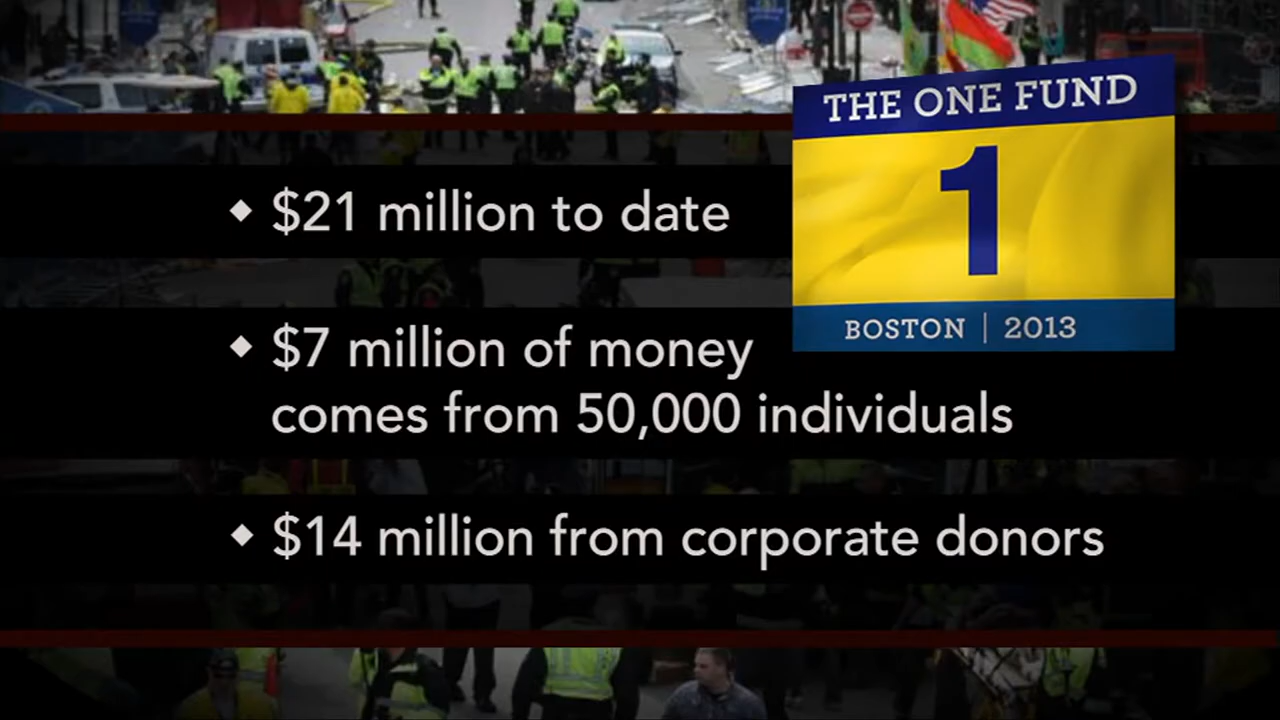 THE ONE FUND
1
BOSTON | 2013
◆ $21 million to date
◆ $7 million of money
comes from 50,000 individuals
◆ $14 million from corporate donors